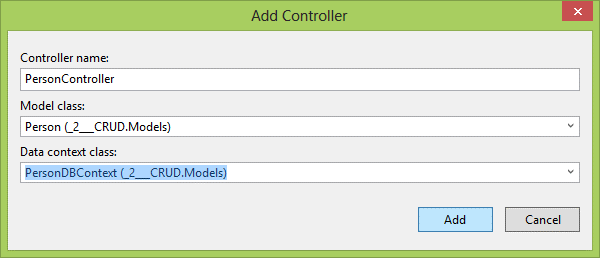 Add Controller
Controller name:
PersonController
Model class:
Person (_2___CRUD.Models)
Data context class:
PersonDBContext (_2___CRUD.Models)
Add
Cancel